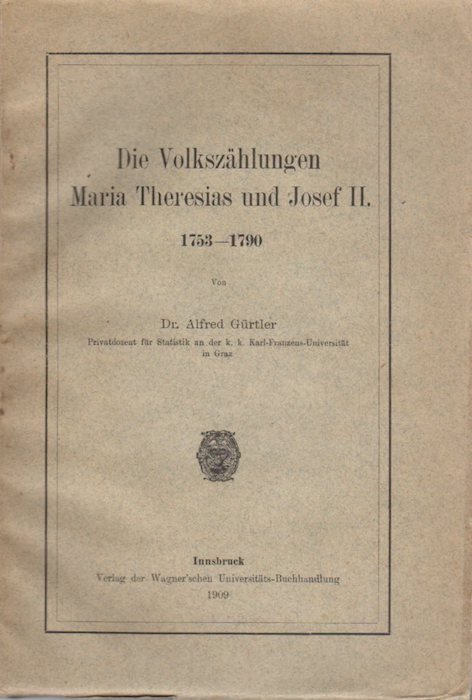 Die Volkszählungen
Maria Theresias und Josef II.
1753—1790
Von
Dr. Alfred Gürtler
Privatdozent für Statistik an der k. k. Karl-Franzens-Universität
in Graz
Innsbruck
Verlag der Wagner'schen Universitäts-Buchhandlung
1909